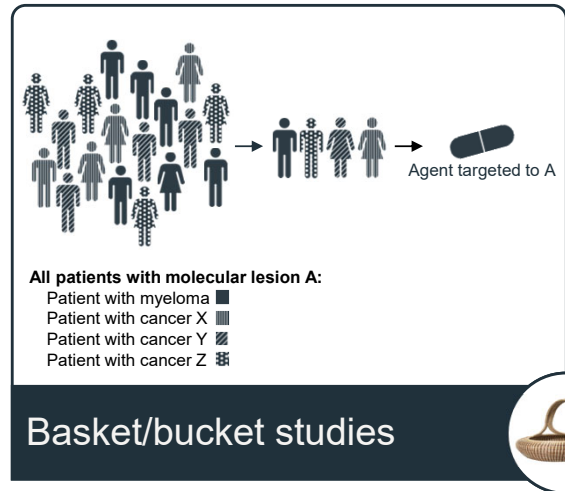 Agent targeted to A
All patients with molecular lesion A:
Patient with myeloma
Patient with cancer X
Patient with cancer Y
Patient with cancer Z
Basket/bucket studies